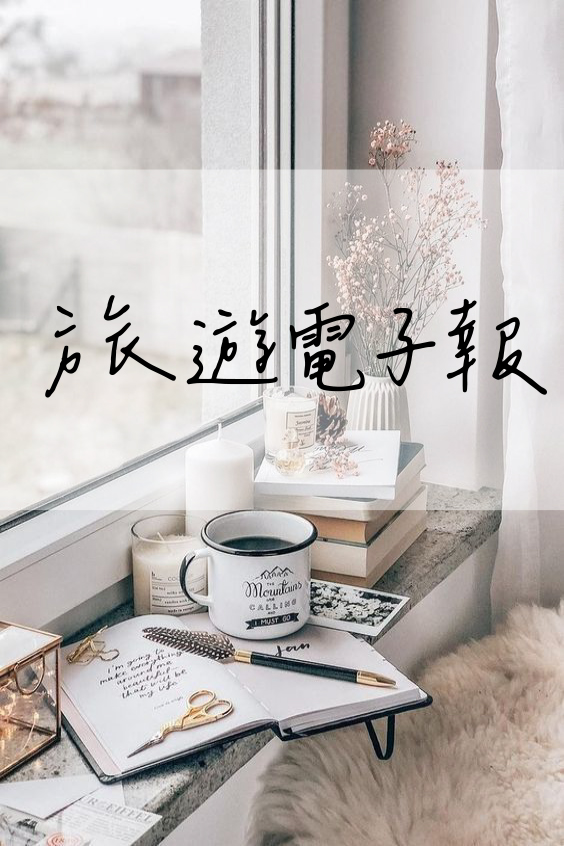 旅遊電子報
THE
Mountains
ARE
CALLING
AND
I MUST GO
I'm going to
make everything
around me
beautiful—
that will be
my life